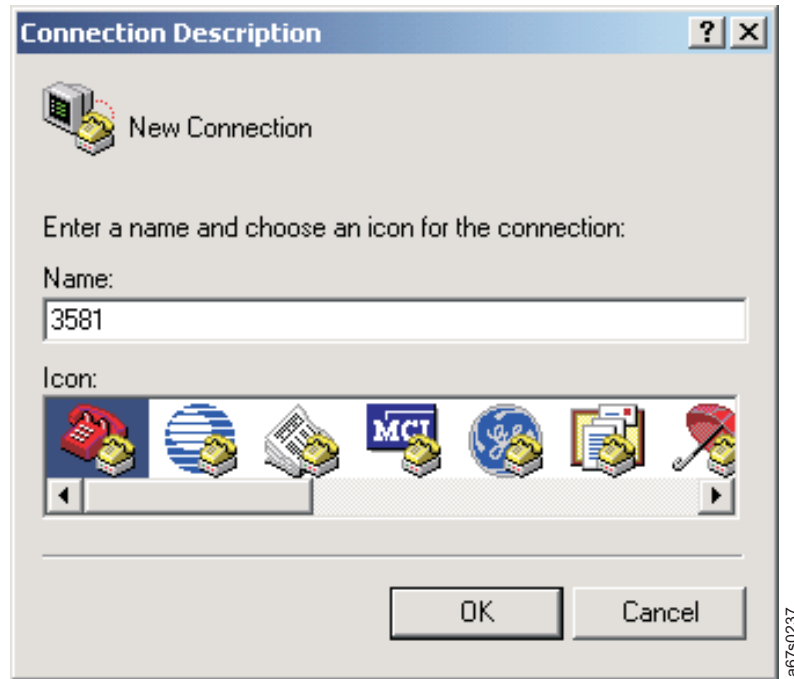 Connection Description
New Connection
Enter a name and choose an icon for the connection:
Name:
3581
Icon:
MCI
OK
Cancel
a67s0237